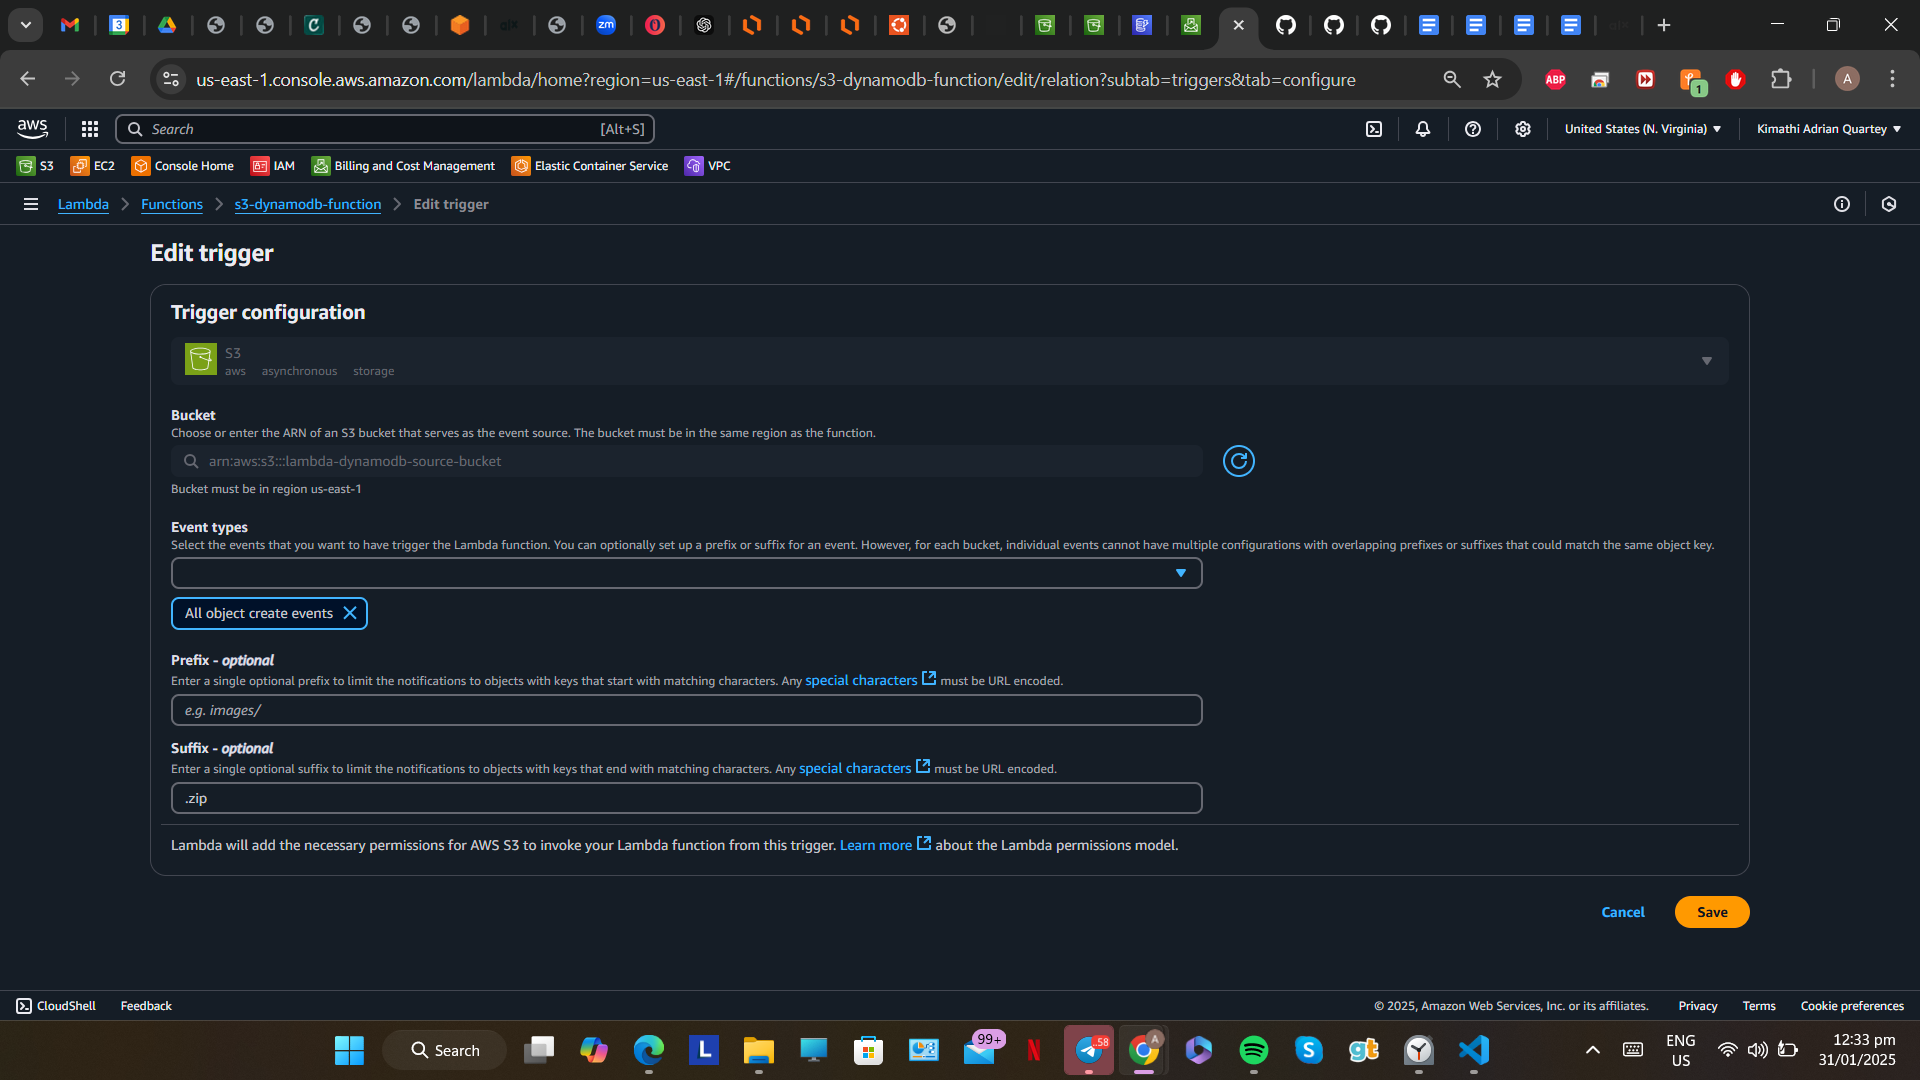 us-east-1.console.aws.amazon.com/lambda/home?region=us-east-1#/functions/s3-dynamodb-function/edit/relation?subtab=triggers&tab=configure
ABP
1
A
aws
Search
[Alt+S]
United States (N. Virginia)
Kimathi Adrian Quartey
S3
EC2
Console Home
IAM
Billing and Cost Management
Elastic Container Service
VPC
Lambda
Functions
s3-dynamodb-function
Edit trigger
Edit trigger
Trigger configuration
S3
aws asynchronous storage
Bucket
Choose or enter the ARN of an S3 bucket that serves as the event source. The bucket must be in the same region as the function.
arn:aws:s3:::lambda-dynamodb-source-bucket
Bucket must be in region us-east-1
Event types
Select the events that you want to have trigger the Lambda function. You can optionally set up a prefix or suffix for an event. However, for each bucket, individual events cannot have multiple configurations with overlapping prefixes or suffixes that could match the same object key.
All object create events
Prefix - optional
Enter a single optional prefix to limit the notifications to objects with keys that start with matching characters. Any special characters must be URL encoded.
e.g. images/
Suffix - optional
Enter a single optional suffix to limit the notifications to objects with keys that end with matching characters. Any special characters must be URL encoded.
.zip
Lambda will add the necessary permissions for AWS S3 to invoke your Lambda function from this trigger. Learn more about the Lambda permissions model.
Cancel
Save
CloudShell
Feedback
© 2025, Amazon Web Services, Inc. or its affiliates.
Privacy
Terms
Cookie preferences
Search
L
99+
N
..58
A
S
gt
ENG
US
12:33 pm
31/01/2025